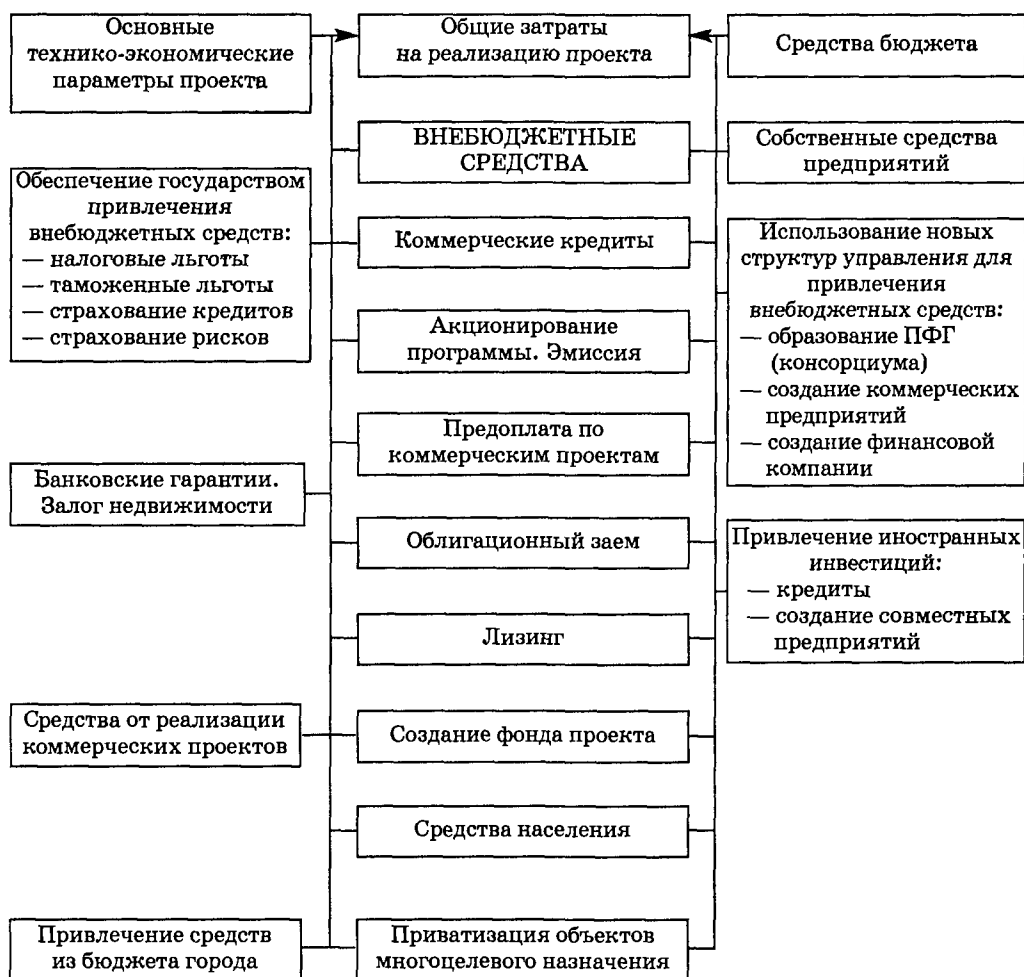 Основные
технико-экономические
параметры проекта
Общие затраты
на реализацию проекта
Средства бюджета
ВНЕБЮДЖЕТНЫЕ
СРЕДСТВА
Собственные средства
предприятий
Обеспечение государством
привлечения
внебюджетных средств:
— налоговые льготы
— таможенные льготы
— страхование кредитов
— страхование рисков
Коммерческие кредиты
Использование новых
структур управления для
привлечения
внебюджетных средств:
— образование ПФГ
(консорциума)
— создание коммерческих
предприятий
— создание финансовой
компании
Акционирование
программы. Эмиссия
Предоплата по
коммерческим проектам
Банковские гарантии.
Залог недвижимости
Облигационный заем
Привлечение иностранных
инвестиций:
— кредиты
— создание совместных
предприятий
Лизинг
Средства от реализации
коммерческих проектов
Создание фонда проекта
Средства населения
Привлечение средств
из бюджета города
Приватизация объектов
многоцелевого назначения